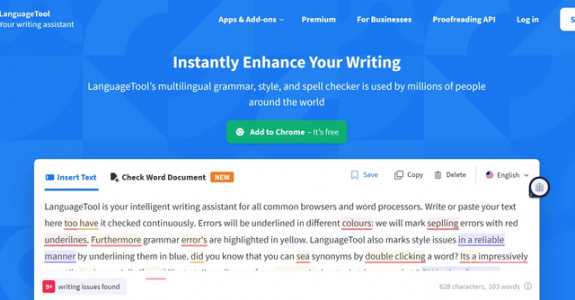 LanguageTool
Your writing assistant
Apps & Add-ons Premium For Businesses Proofreading API Log in
Instantly Enhance Your Writing
LanguageTool's multilingual grammar, style, and spell checker is used by millions of people
around the world
Add to Chrome – It's free
Insert Text Check Word Document NEW Save Copy Delete English
LanguageTool is your intelligent writing assistant for all common browsers and word processors. Write or paste your text
here too have it checked continuously. Errors will be underlined in different colours: we will mark seplling errors with red
underilnes. Furthermore grammar error's are highlighted in yellow. LanguageTool also marks style issues in a reliable
manner by underlining them in blue. did you know that you can sea synonyms by double clicking a word? Its a impressively
9+ writing issues found 628 characters, 103 words